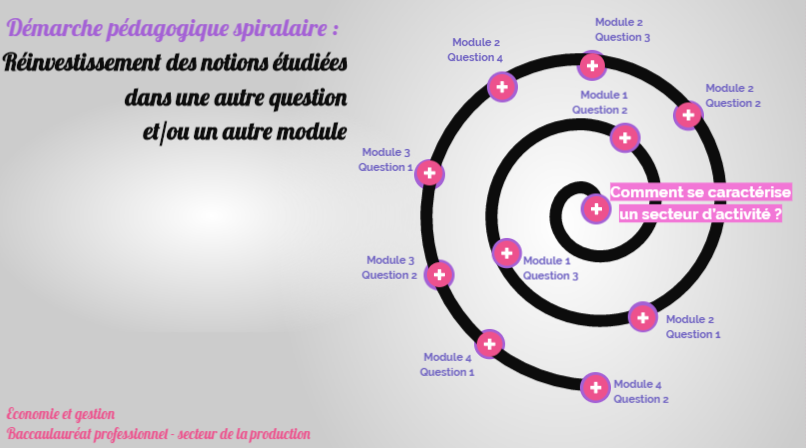 Démarche pédagogique spiralaire :
Réinvestissement des notions étudiées
dans une autre question
et/ou un autre module
Module 2
Question 3
Module 2
Question 4
Module 2
Question 2
Module 1
Question 2
Module 3
Question 1
Comment se caractérise
un secteur d'activité ?
Module 3
Question 2
Module 1
Question 3
Module 2
Question 1
Module 4
Question 1
Module 4
Question 2
Economie et gestion
Baccaulauréat professionnel - secteur de la production